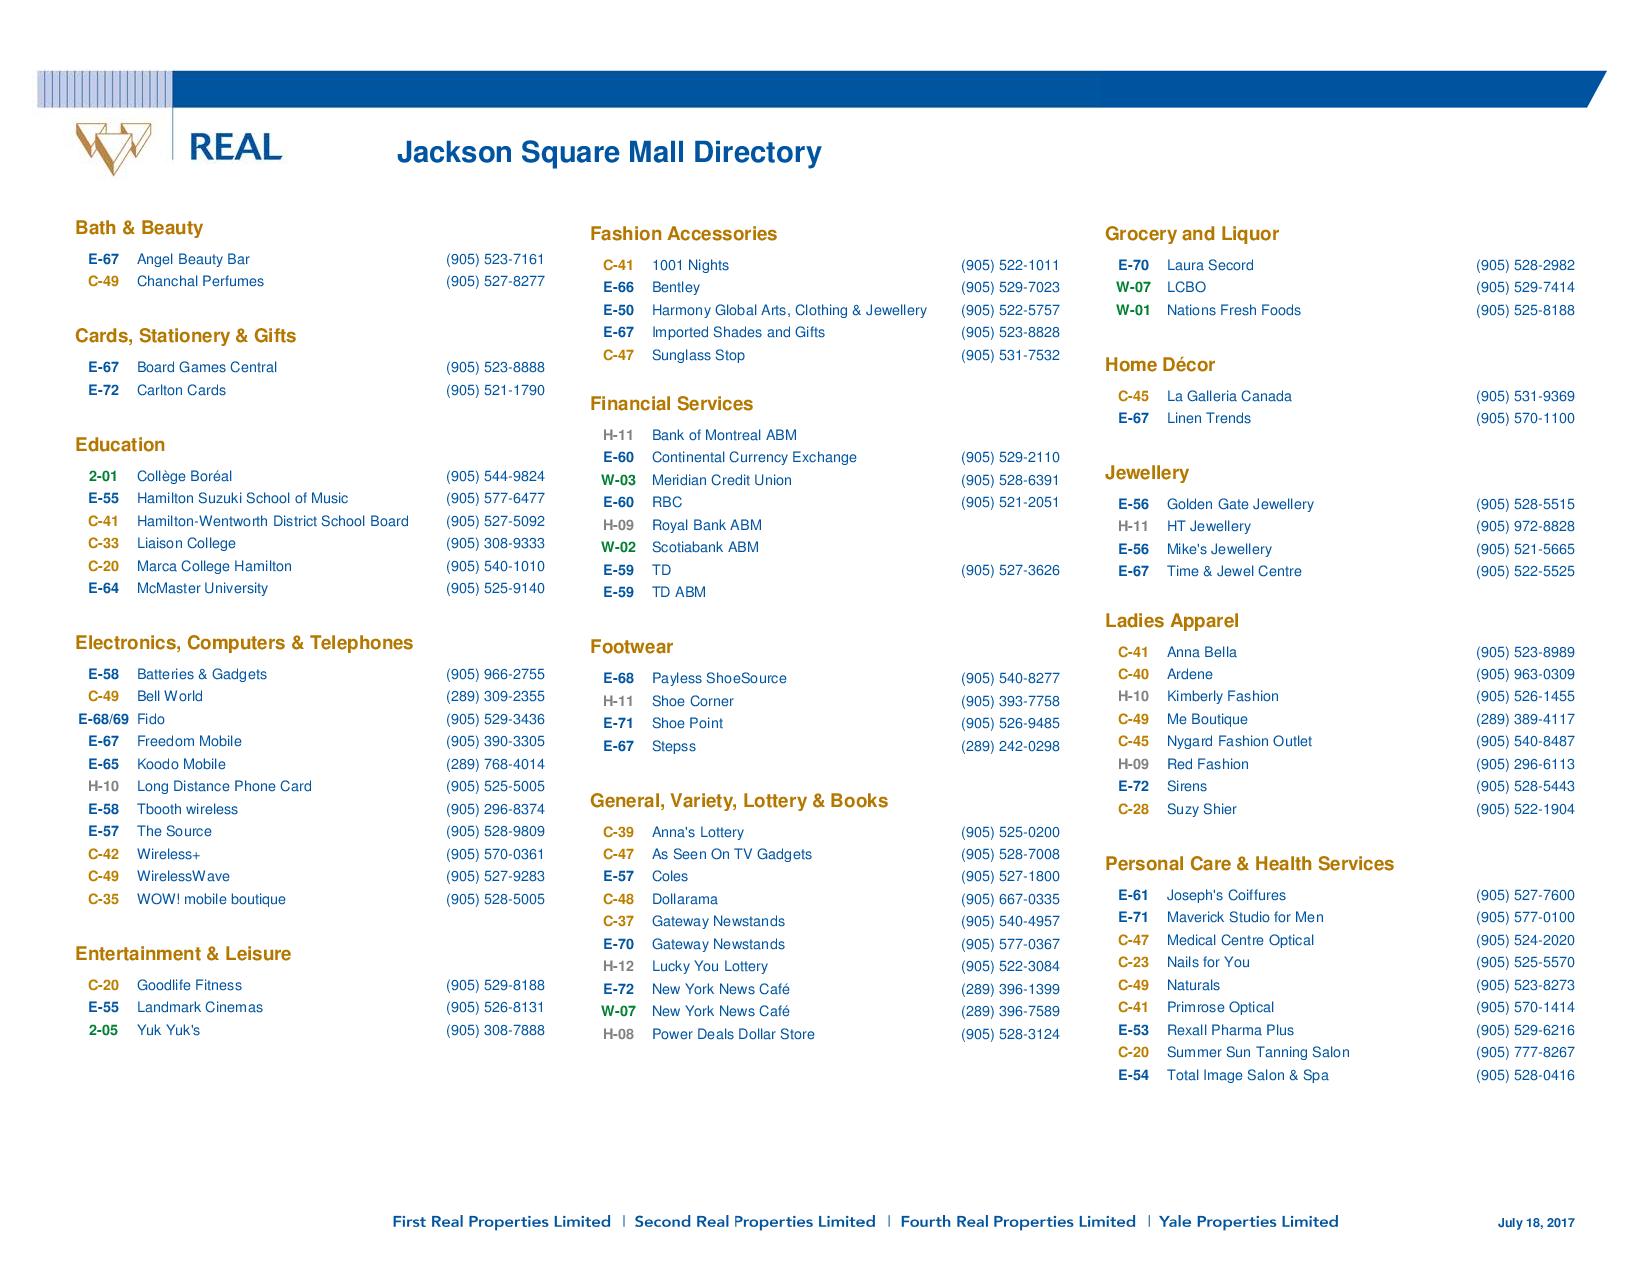 REAL
Jackson Square Mall Directory
Bath & Beauty
E-67 Angel Beauty Bar (905) 523-7161
C-49 Chanchal Perfumes (905) 527-8277
Cards, Stationery & Gifts
E-67 Board Games Central (905) 523-8888
E-72 Carlton Cards (905) 521-1790
Education
2-01 Collège Boréal (905) 544-9824
E-55 Hamilton Suzuki School of Music (905) 577-6477
C-41 Hamilton-Wentworth District School Board (905) 527-5092
C-33 Liaison College (905) 308-9333
C-20 Marca College Hamilton (905) 540-1010
E-64 McMaster University (905) 525-9140
Electronics, Computers & Telephones
E-58 Batteries & Gadgets (905) 966-2755
C-49 Bell World (289) 309-2355
E-68/69 Fido (905) 529-3436
E-67 Freedom Mobile (905) 390-3305
E-65 Koodo Mobile (289) 768-4014
H-10 Long Distance Phone Card (905) 525-5005
E-58 Tbooth wireless (905) 296-8374
E-57 The Source (905) 528-9809
C-42 Wireless+ (905) 570-0361
C-49 WirelessWave (905) 527-9283
C-35 WOW! mobile boutique (905) 528-5005
Entertainment & Leisure
C-20 Goodlife Fitness (905) 529-8188
E-55 Landmark Cinemas (905) 526-8131
2-05 Yuk Yuk's (905) 308-7888
Fashion Accessories
C-41 1001 Nights (905) 522-1011
E-66 Bentley (905) 529-7023
E-50 Harmony Global Arts, Clothing & Jewellery (905) 522-5757
E-67 Imported Shades and Gifts (905) 523-8828
C-47 Sunglass Stop (905) 531-7532
Financial Services
H-11 Bank of Montreal ABM
E-60 Continental Currency Exchange (905) 529-2110
W-03 Meridian Credit Union (905) 528-6391
E-60 RBC (905) 521-2051
H-09 Royal Bank ABM
W-02 Scotiabank ABM
E-59 TD (905) 527-3626
E-59 TD ABM
Footwear
E-68 Payless ShoeSource (905) 540-8277
H-11 Shoe Corner (905) 393-7758
E-71 Shoe Point (905) 526-9485
E-67 Stepss (289) 242-0298
General, Variety, Lottery & Books
C-39 Anna's Lottery (905) 525-0200
C-47 As Seen On TV Gadgets (905) 528-7008
E-57 Coles (905) 527-1800
C-48 Dollarama (905) 667-0335
C-37 Gateway Newstands (905) 540-4957
E-70 Gateway Newstands (905) 577-0367
H-12 Lucky You Lottery (905) 522-3084
E-72 New York News Café (289) 396-1399
W-07 New York News Café (289) 396-7589
H-08 Power Deals Dollar Store (905) 528-3124
Grocery and Liquor
E-70 Laura Secord (905) 528-2982
W-07 LCBO (905) 529-7414
W-01 Nations Fresh Foods (905) 525-8188
Home Décor
C-45 La Galleria Canada (905) 531-9369
E-67 Linen Trends (905) 570-1100
Jewellery
E-56 Golden Gate Jewellery (905) 528-5515
H-11 HT Jewellery (905) 972-8828
E-56 Mike's Jewellery (905) 521-5665
E-67 Time & Jewel Centre (905) 522-5525
Ladies Apparel
C-41 Anna Bella (905) 523-8989
C-40 Ardene (905) 963-0309
H-10 Kimberly Fashion (905) 526-1455
C-49 Me Boutique (289) 389-4117
C-45 Nygard Fashion Outlet (905) 540-8487
H-09 Red Fashion (905) 296-6113
E-72 Sirens (905) 528-5443
C-28 Suzy Shier (905) 522-1904
Personal Care & Health Services
E-61 Joseph's Coiffures (905) 527-7600
E-71 Maverick Studio for Men (905) 577-0100
C-47 Medical Centre Optical (905) 524-2020
C-23 Nails for You (905) 525-5570
C-49 Naturals (905) 523-8273
C-41 Primrose Optical (905) 570-1414
E-53 Rexall Pharma Plus (905) 529-6216
C-20 Summer Sun Tanning Salon (905) 777-8267
E-54 Total Image Salon & Spa (905) 528-0416
First Real Properties Limited | Second Real Properties Limited | Fourth Real Properties Limited | Yale Properties Limited
July 18, 2017